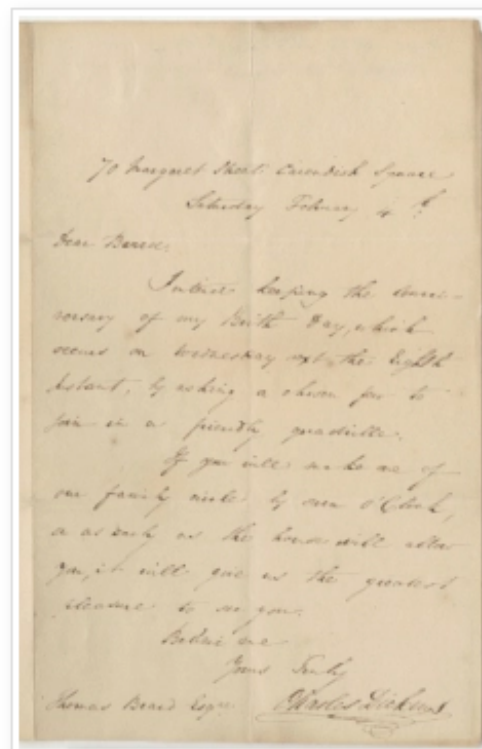 70 Margaret Street Cavendish Square
Saturday February 4th.
Dear Beard.
I intend keeping the anni-
versary of my Birth Day, which
occurs on Wednesday next the Eighth
Instant, by asking a chosen few to
join in a friendly quadrille.
If you will make one of
our family circle by seven o'Clock,
or as early as the house will allow
you, it will give us the greatest
pleasure to see you.
Believe me
Yours Truly
Thomas Beard Esqre. Charles Dickens